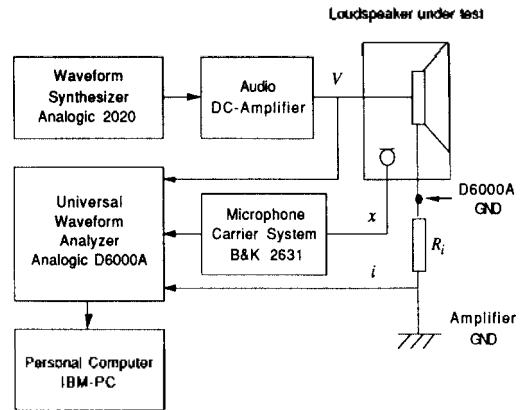 Loudspeaker under test
Waveform
Synthesizer
Analogic 2020
Audio
DC-Amplifier
V
Universal
Waveform
Analyzer
Analogic D6000A
Microphone
Carrier System
B&K 2631
x
D6000A
GND
R_i
i
Amplifier
GND
Personal Computer
IBM-PC